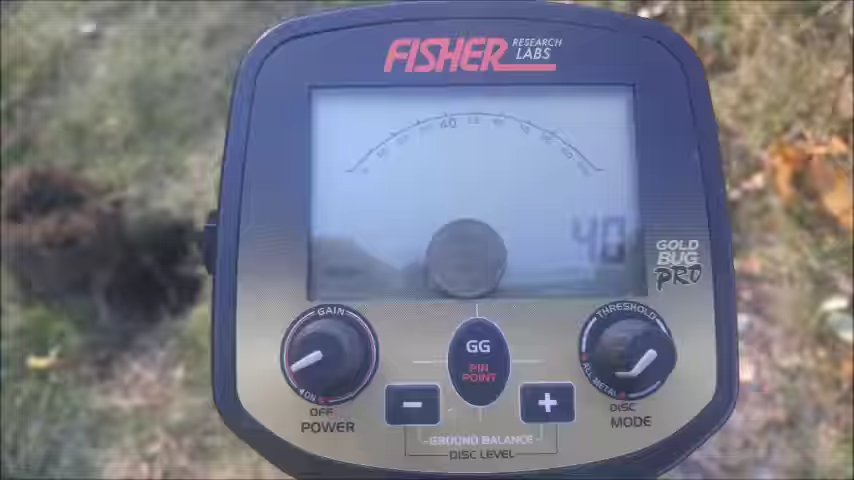 FISHER
RESEARCH
LABS
40
40
GOLD
BUG
PRO
GAIN
ON
OFF
POWER
GG
PIN
POINT
-
+
GROUND BALANCE
DISC LEVEL
THRESHOLD
ALL METAL
DISC
MODE